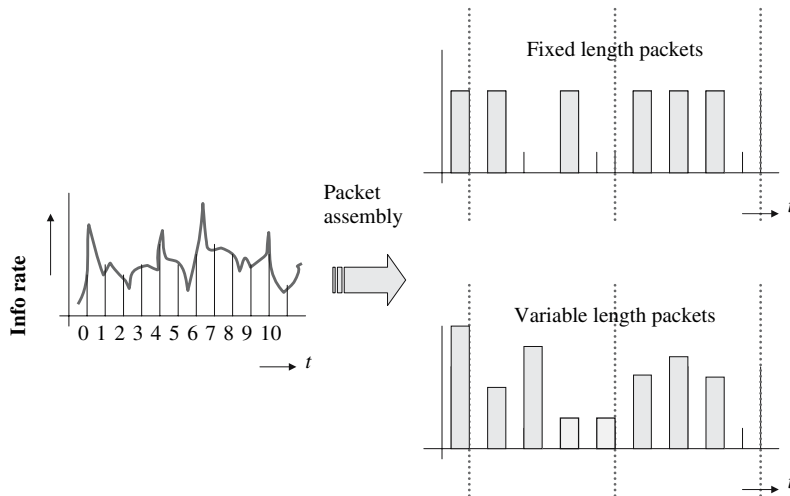 Fixed length packets
t
Packet
assembly
Info rate
0 1 2 3 4 5 6 7 8 9 10
t
Variable length packets
t